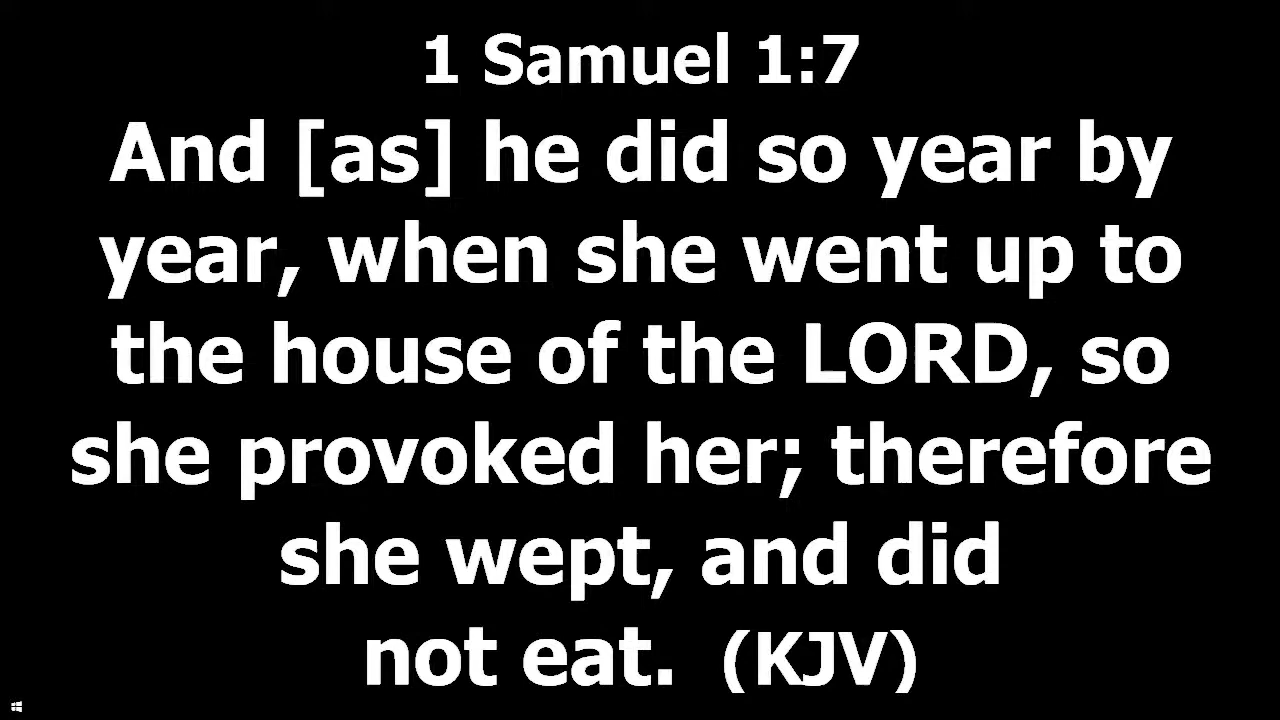 1 Samuel 1:7
And [as] he did so year by
year, when she went up to
the house of the LORD, so
she provoked her; therefore
she wept, and did
not eat.  (KJV)